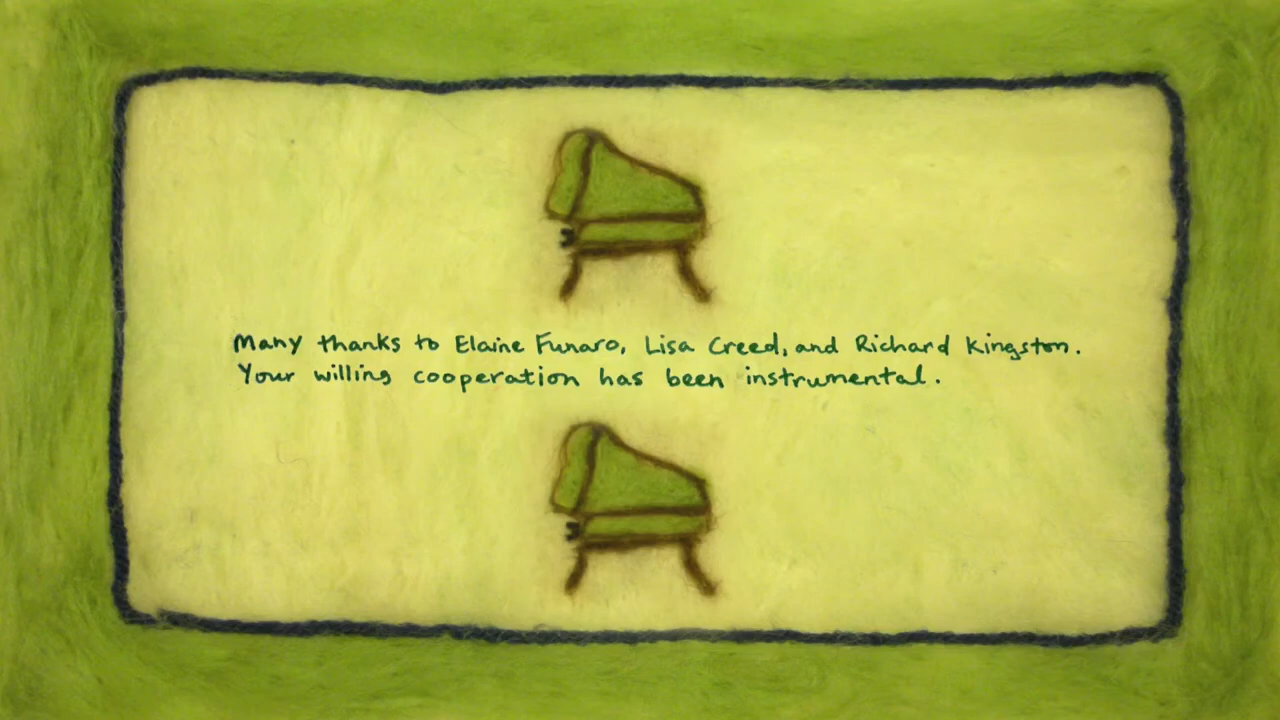 Many thanks to Elaine Funaro, Lisa Creed, and Richard Kingston.
Your willing cooperation has been instrumental.